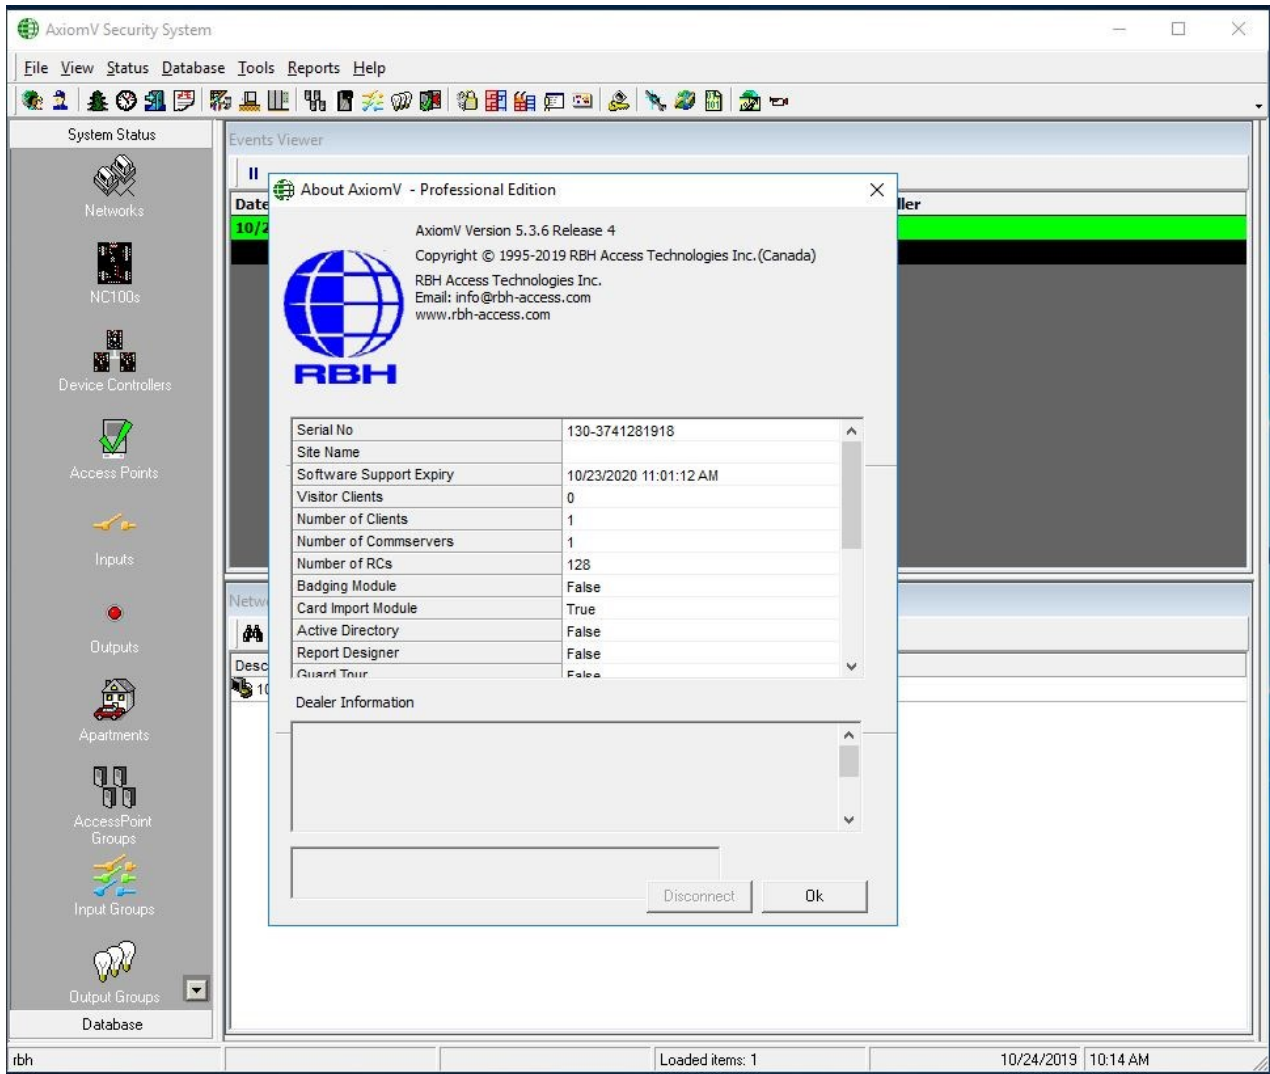 AxiomV Security System
File View Status Database Tools Reports Help
System Status
Networks
NC100s
Device Controllers
Access Points
Inputs
Outputs
Apartments
AccessPoint
Groups
Input Groups
Output Groups
Database
Events Viewer
Date
10/2
ller
About AxiomV - Professional Edition
AxiomV Version 5.3.6 Release 4
Copyright © 1995-2019 RBH Access Technologies Inc.(Canada)
RBH Access Technologies Inc.
Email: info@rbh-access.com
www.rbh-access.com
RBH
Serial No 130-3741281918
Site Name
Software Support Expiry 10/23/2020 11:01:12 AM
Visitor Clients 0
Number of Clients 1
Number of Commservers 1
Number of RCs 128
Badging Module False
Card Import Module True
Active Directory False
Report Designer False
Guard Tour False
Dealer Information
Disconnect Ok
Netw
Desc
10
rbh Loaded items: 1 10/24/2019 10:14 AM